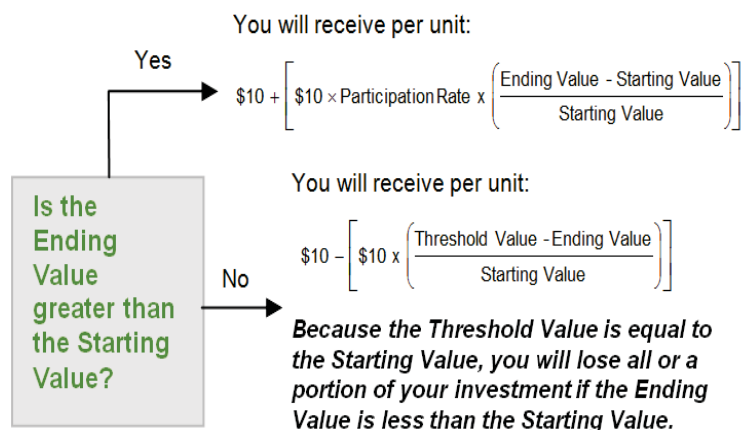 You will receive per unit:
Yes
$10 + [ $10 × Participation Rate x ( Ending Value - Starting Value / Starting Value ) ]
Is the
Ending
Value
greater than
the Starting
Value?
You will receive per unit:
No
$10 – [ $10 x ( Threshold Value - Ending Value / Starting Value ) ]
Because the Threshold Value is equal to
the Starting Value, you will lose all or a
portion of your investment if the Ending
Value is less than the Starting Value.